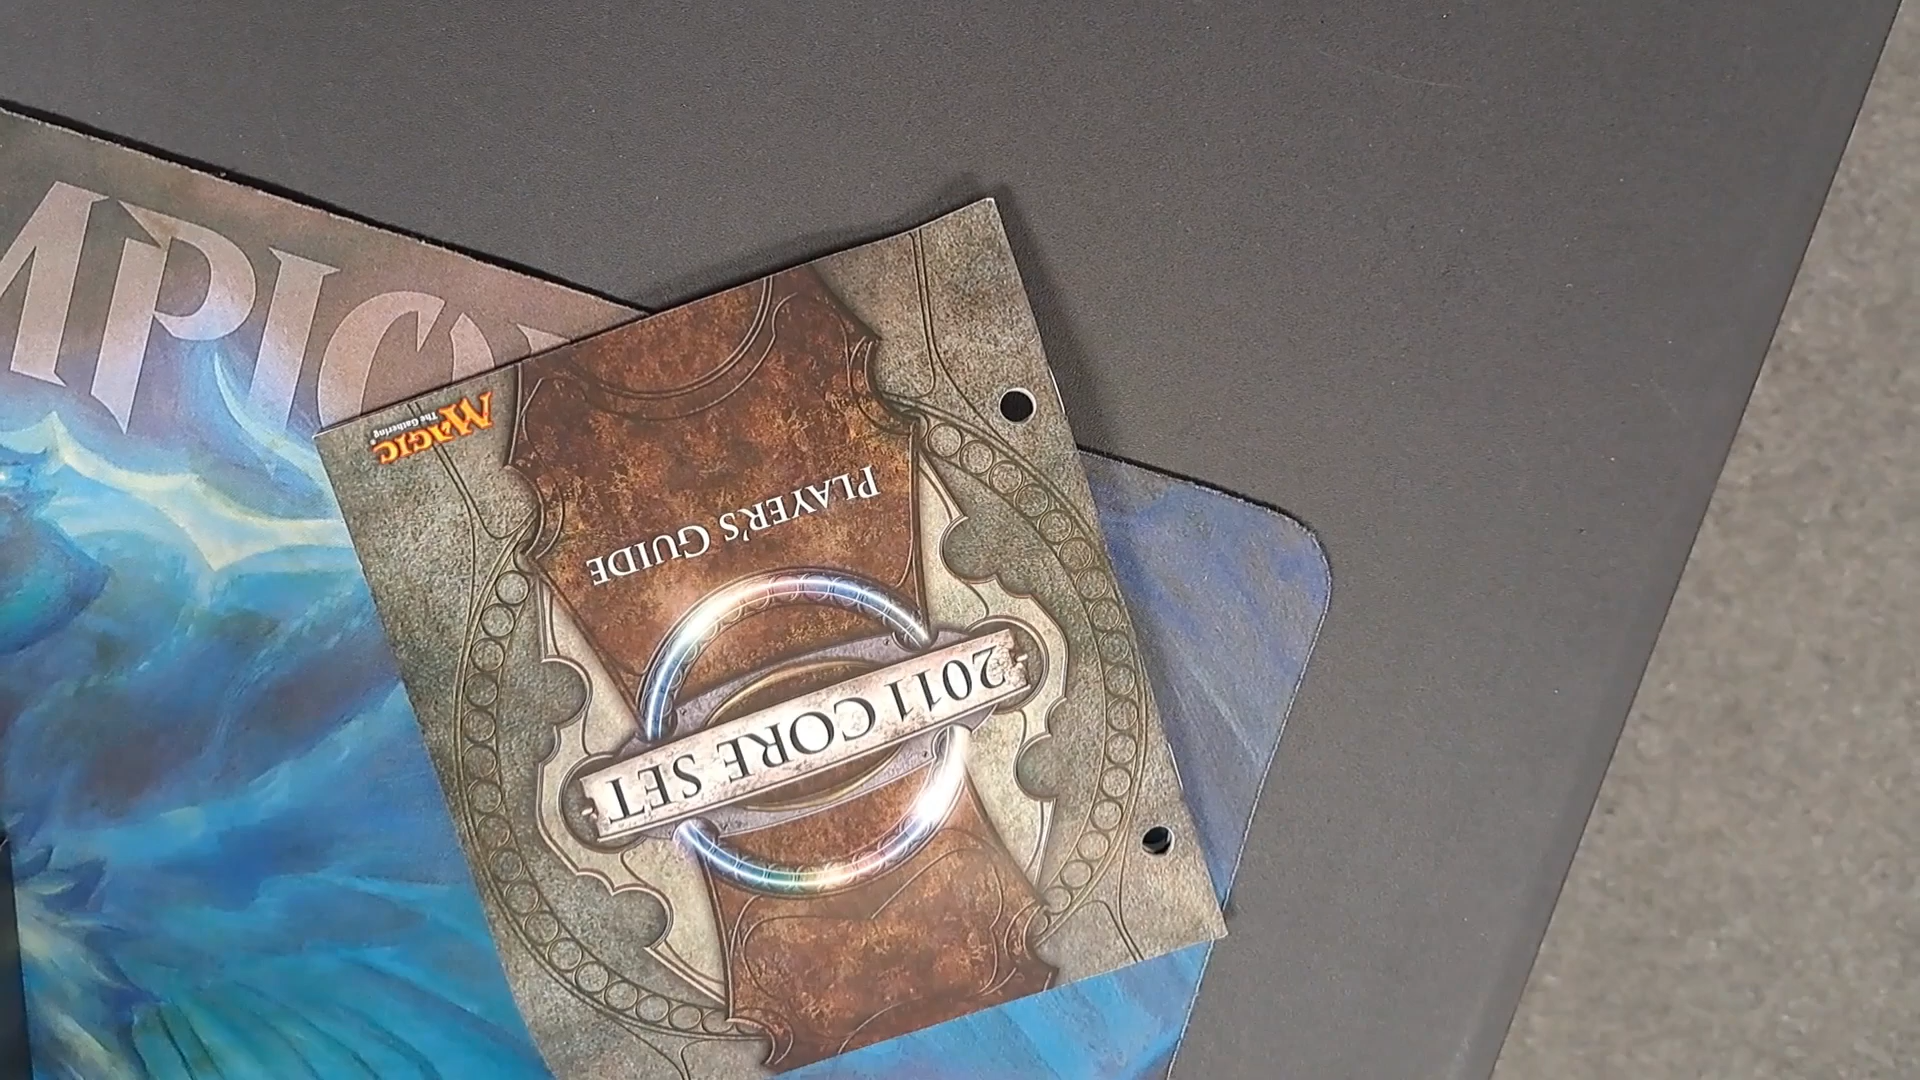 MPIO
2011 CORE SET
PLAYER'S GUIDE
MAGIC
The Gathering®